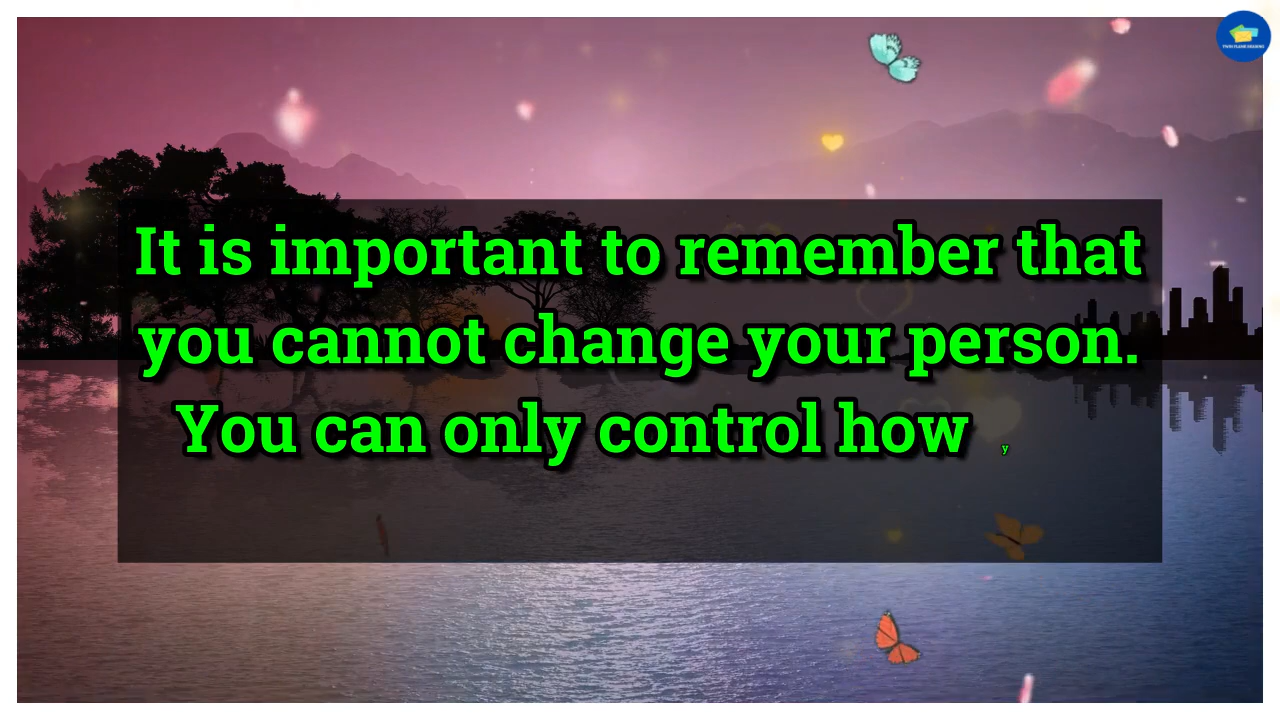 It is important to remember that
you cannot change your person.
You can only control how y